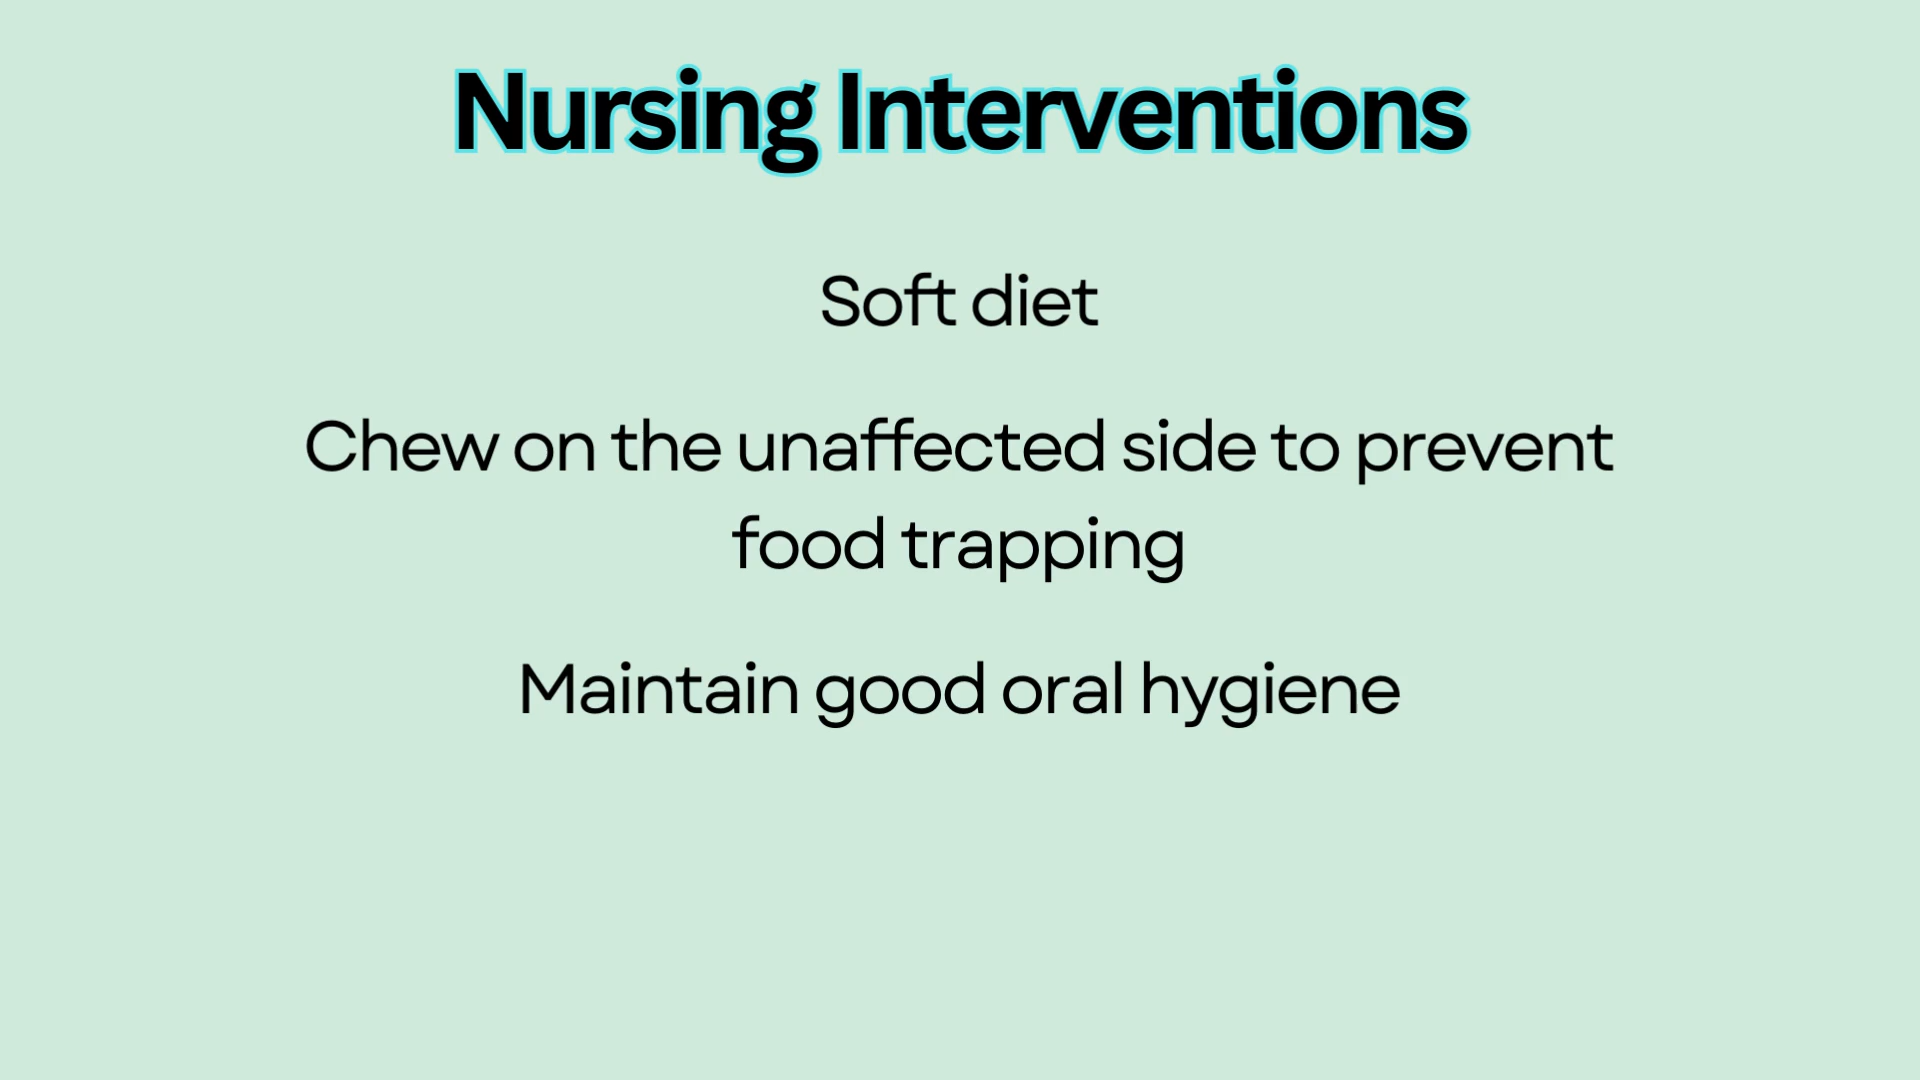 Nursing Interventions
Soft diet
Chew on the unaffected side to prevent
food trapping
Maintain good oral hygiene